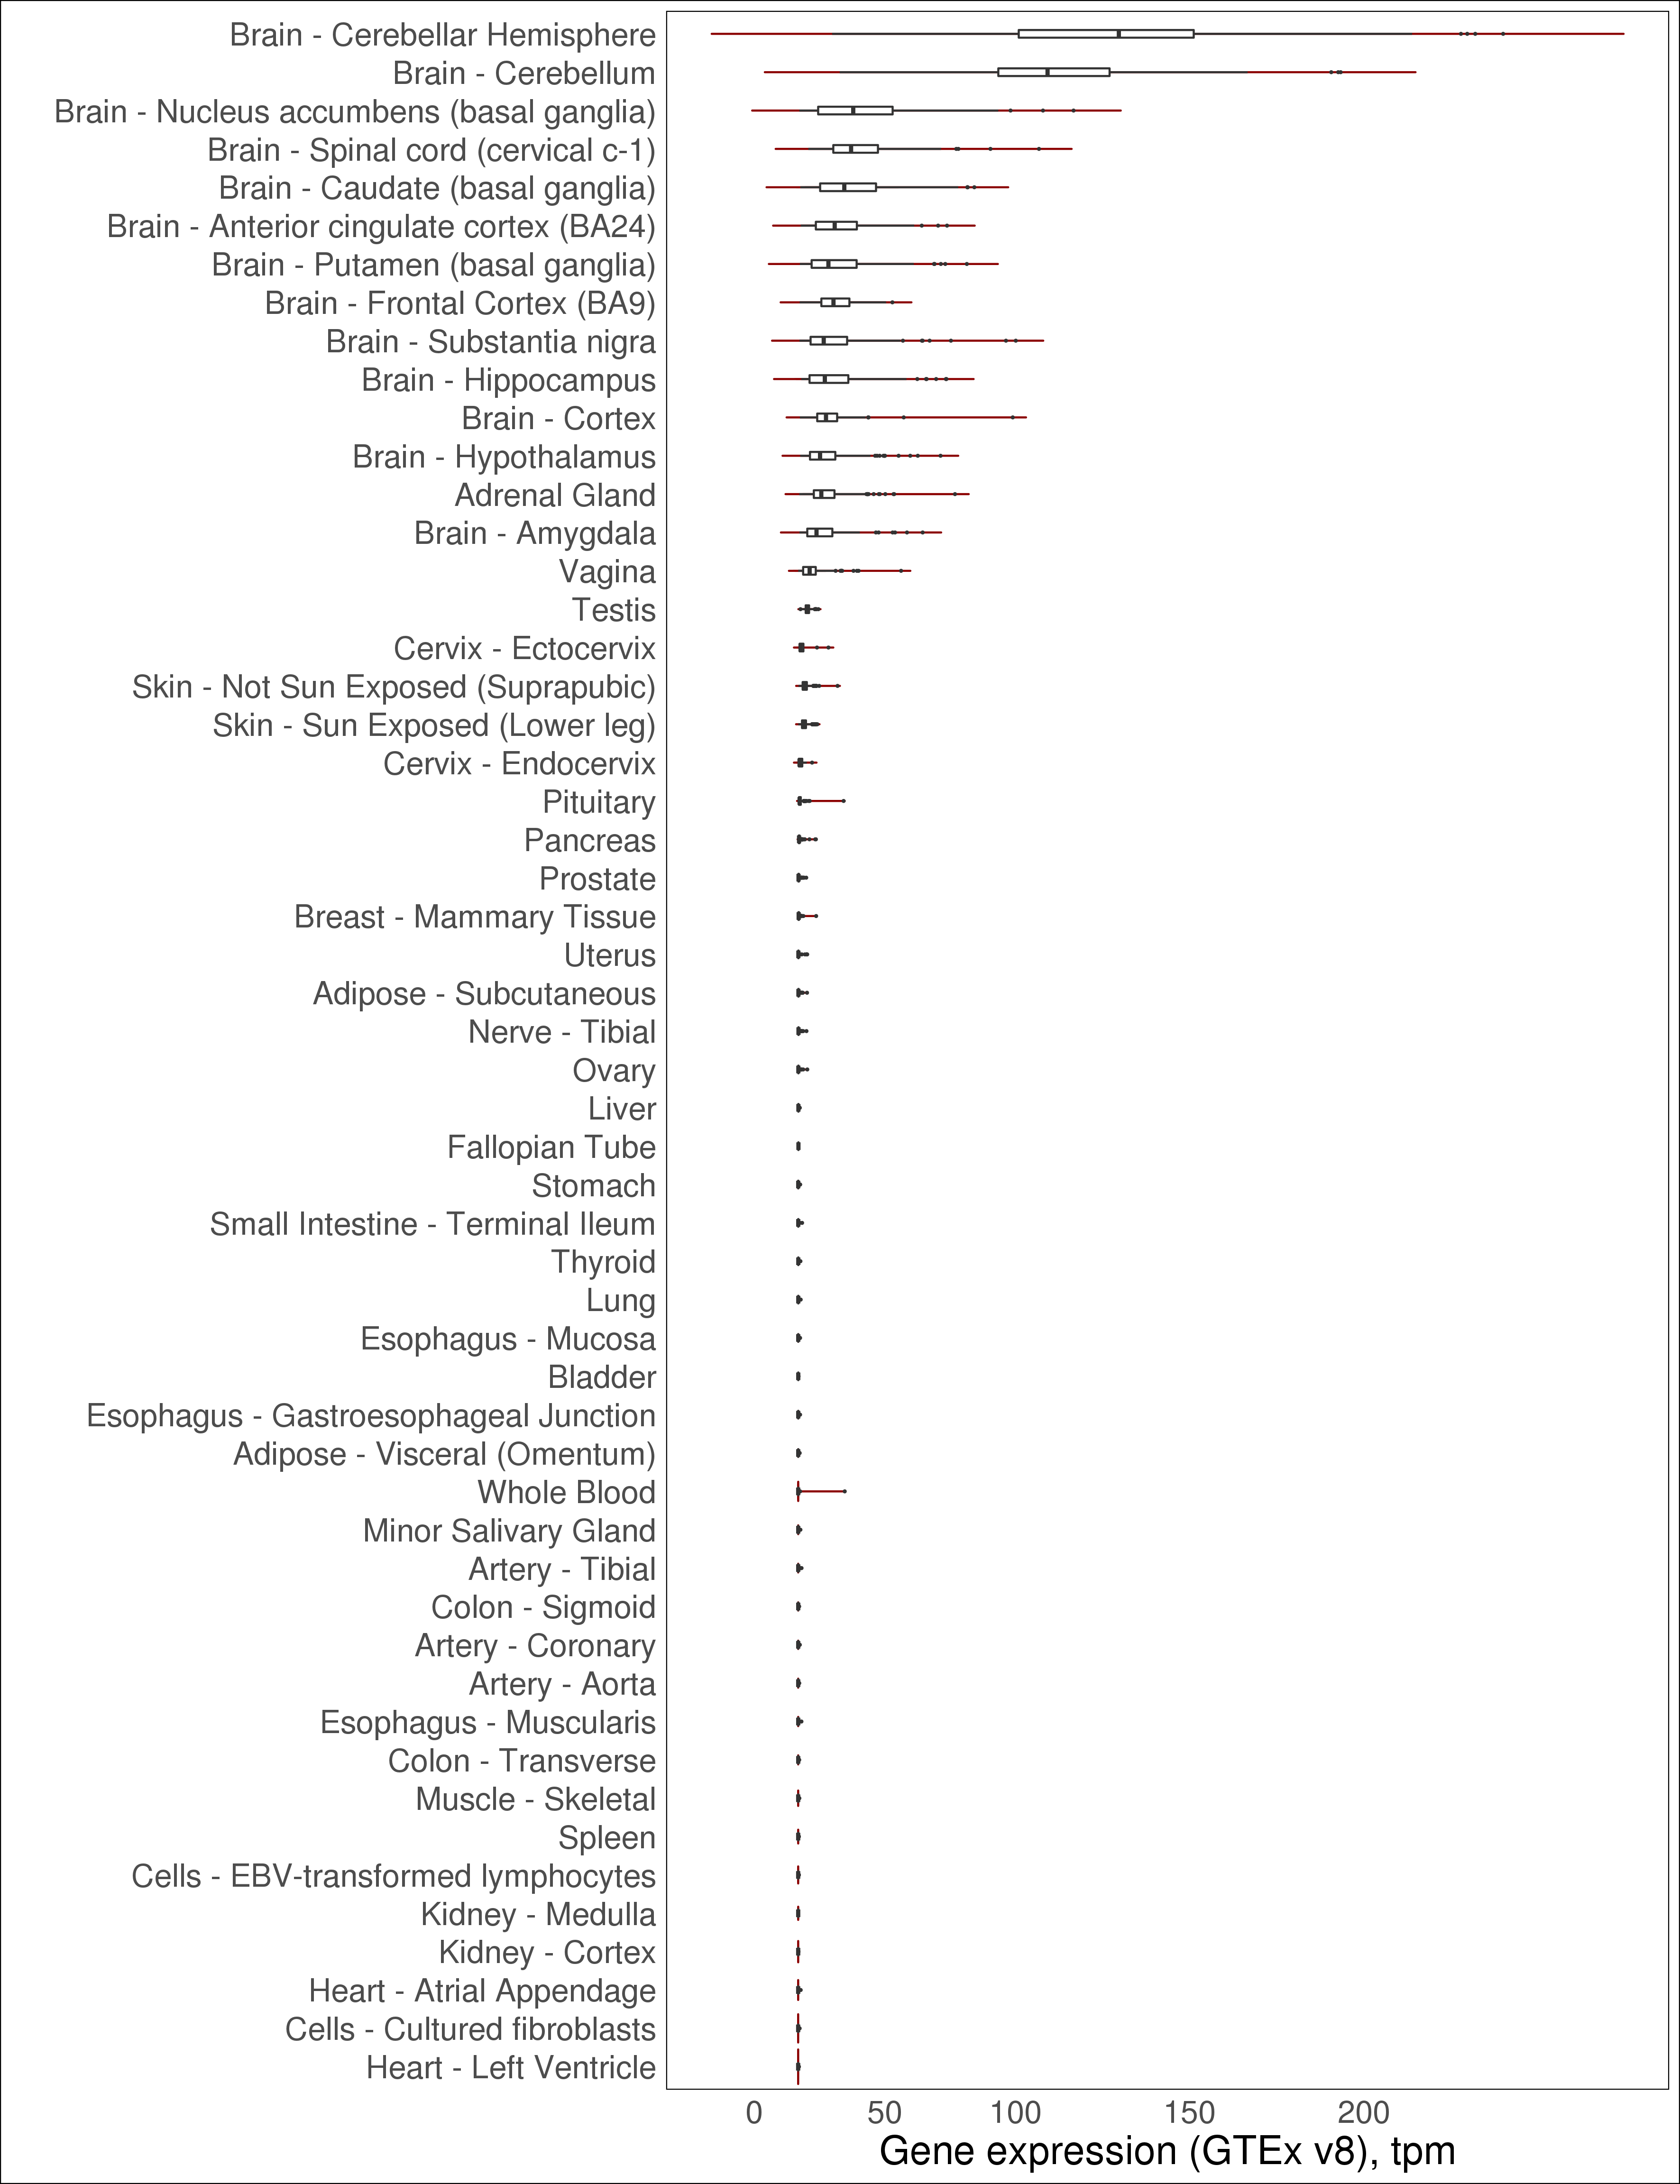 Brain - Cerebellar Hemisphere
Brain - Cerebellum
Brain - Nucleus accumbens (basal ganglia)
Brain - Spinal cord (cervical c-1)
Brain - Caudate (basal ganglia)
Brain - Anterior cingulate cortex (BA24)
Brain - Putamen (basal ganglia)
Brain - Frontal Cortex (BA9)
Brain - Substantia nigra
Brain - Hippocampus
Brain - Cortex
Brain - Hypothalamus
Adrenal Gland
Brain - Amygdala
Vagina
Testis
Cervix - Ectocervix
Skin - Not Sun Exposed (Suprapubic)
Skin - Sun Exposed (Lower leg)
Cervix - Endocervix
Pituitary
Pancreas
Prostate
Breast - Mammary Tissue
Uterus
Adipose - Subcutaneous
Nerve - Tibial
Ovary
Liver
Fallopian Tube
Stomach
Small Intestine - Terminal Ileum
Thyroid
Lung
Esophagus - Mucosa
Bladder
Esophagus - Gastroesophageal Junction
Adipose - Visceral (Omentum)
Whole Blood
Minor Salivary Gland
Artery - Tibial
Colon - Sigmoid
Artery - Coronary
Artery - Aorta
Esophagus - Muscularis
Colon - Transverse
Muscle - Skeletal
Spleen
Cells - EBV-transformed lymphocytes
Kidney - Medulla
Kidney - Cortex
Heart - Atrial Appendage
Cells - Cultured fibroblasts
Heart - Left Ventricle
0 50 100 150 200
Gene expression (GTEx v8), tpm